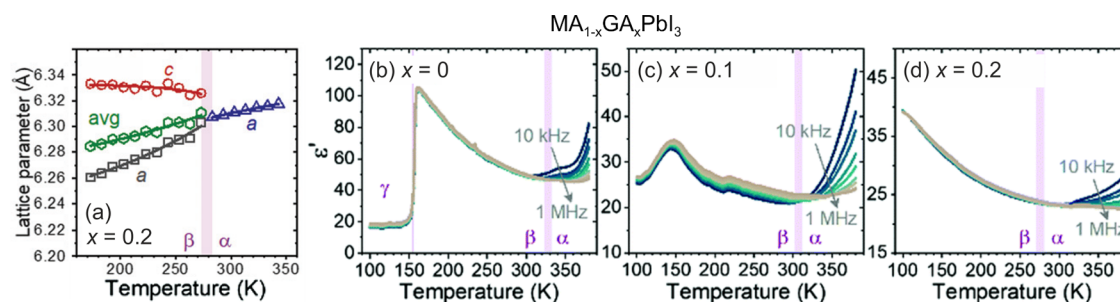 MA1-xGAxPbI3
Lattice parameter (Å)
6.34
6.32
6.30
6.28
6.26
6.24
6.22
6.20
c
avg
a
a
(a)
x = 0.2
β
α
200 250 300 350
Temperature (K)
ε'
120
100
80
60
40
20
0
(b) x = 0
10 kHz
1 MHz
γ
β
α
100 150 200 250 300 350
Temperature (K)
50
40
30
20
10
(c) x = 0.1
10 kHz
1 MHz
β
α
100 150 200 250 300 350
Temperature (K)
45
35
25
15
(d) x = 0.2
10 kHz
1 MHz
β
α
100 150 200 250 300 350
Temperature (K)